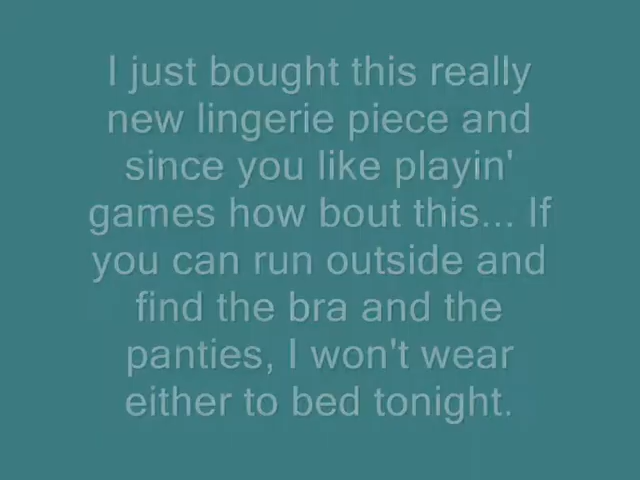 I just bought this really
new lingerie piece and
since you like playin'
games how bout this... If
you can run outside and
find the bra and the
panties, I won't wear
either to bed tonight.